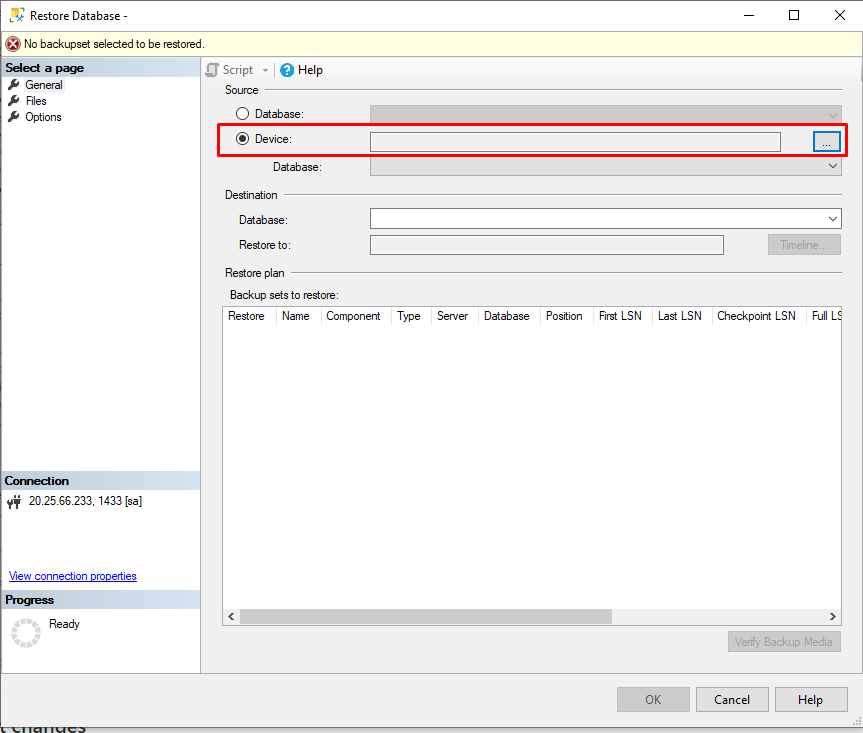 Restore Database -
No backupset selected to be restored.
Select a page
General
Files
Options
Script
Help
Source
Database:
Device:
...
Database:
Destination
Database:
Restore to:
Timeline...
Restore plan
Backup sets to restore:
Restore Name Component Type Server Database Position First LSN Last LSN Checkpoint LSN Full LS
Connection
20.25.66.233, 1433 [sa]
View connection properties
Progress
Ready
Verify Backup Media
OK Cancel Help
t changes